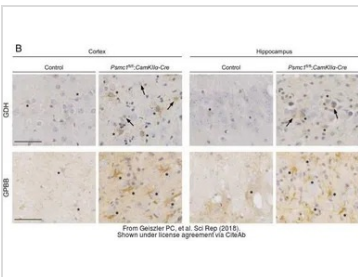 B
Cortex Hippocampus
Control Psmc1fl/fl;CamKIIα-Cre Control Psmc1fl/fl;CamKIIα-Cre
GDH
GPBB
From Geiszler PC, et al. Sci Rep (2018).
Shown under license agreement via CiteAb